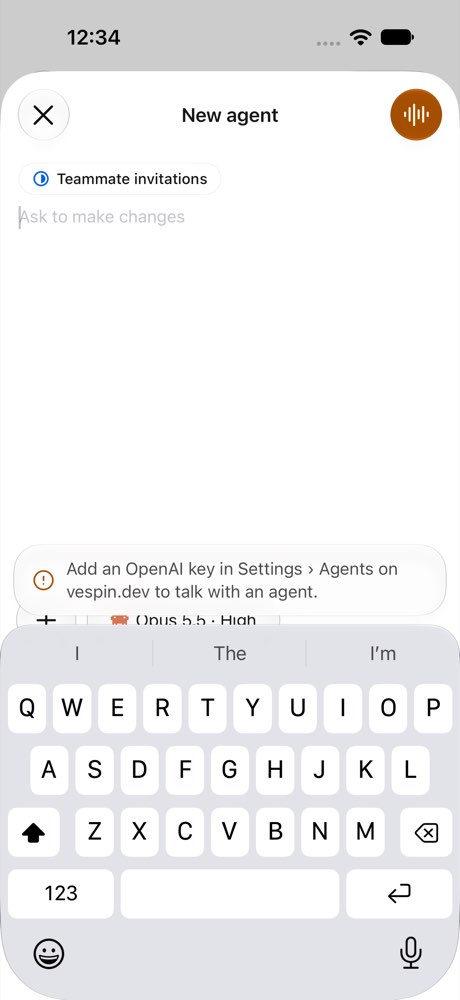 12:34
New agent
Teammate invitations
Ask to make changes
Add an OpenAI key in Settings › Agents on
vespin.dev to talk with an agent.
Opus 5.5 · High
I The I’m
Q W E R T Y U I O P
A S D F G H J K L
Z X C V B N M
123